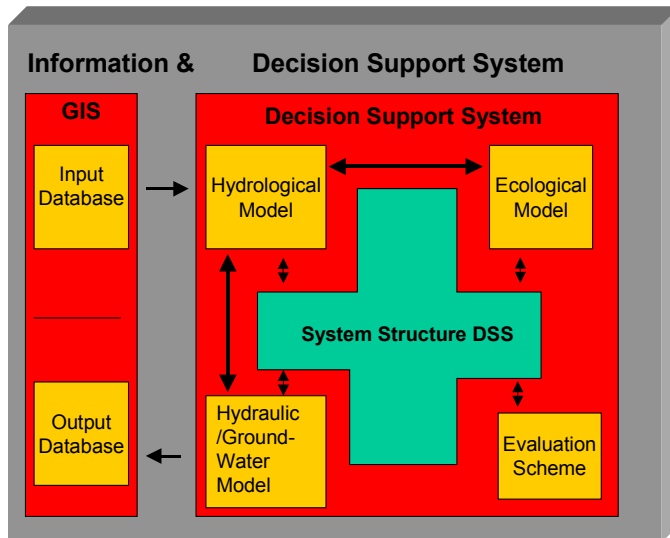 Information & Decision Support System
GIS
Decision Support System
Input
Database
Hydrological
Model
Ecological
Model
System Structure DSS
Output
Database
Hydraulic
/Ground-
Water
Model
Evaluation
Scheme